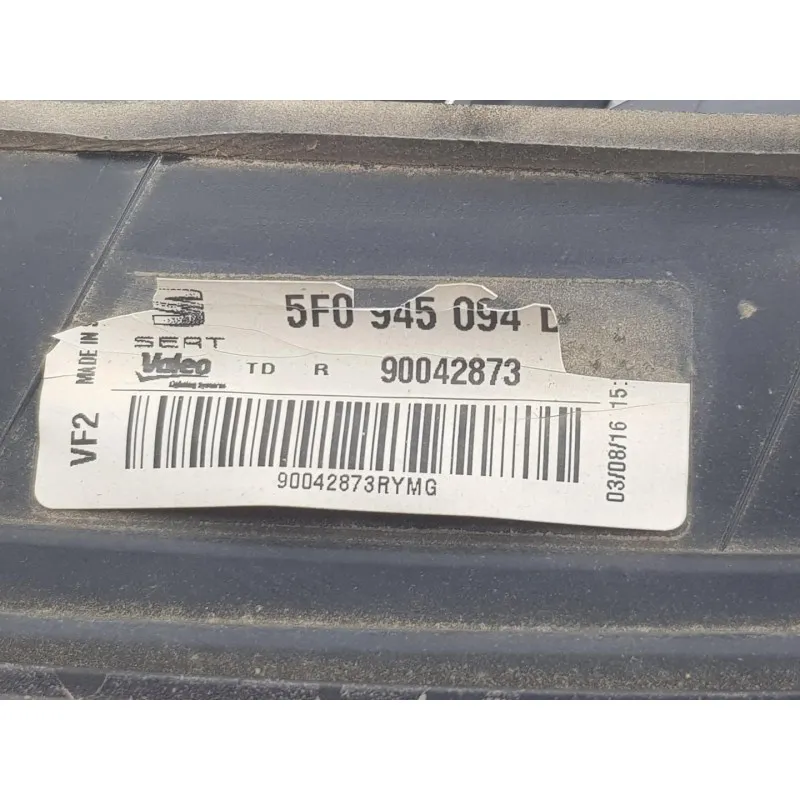 5F0 945 094
SEAT
Valeo TD R 90042873
Lighting Systems
90042873RYMG
VF2 MADE IN
03/08/16 15: